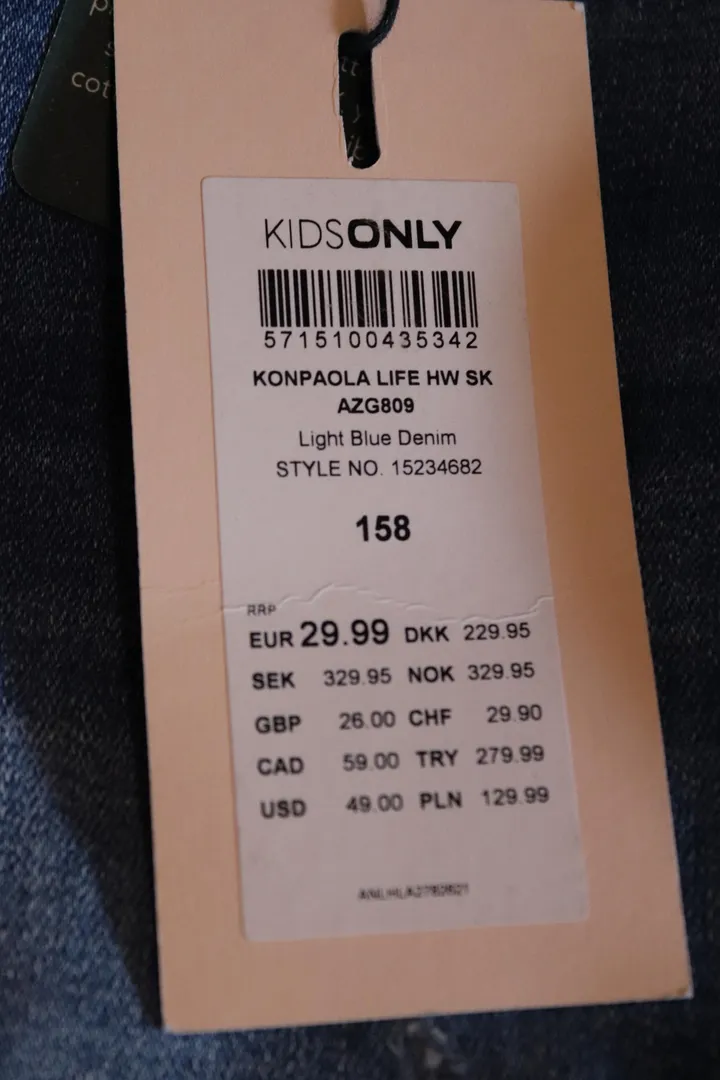 cot
KIDSONLY
5715100435342
KONPAOLA LIFE HW SK
AZG809
Light Blue Denim
STYLE NO. 15234682
158
RRP
EUR 29.99 DKK 229.95
SEK 329.95 NOK 329.95
GBP 26.00 CHF 29.90
CAD 59.00 TRY 279.99
USD 49.00 PLN 129.99